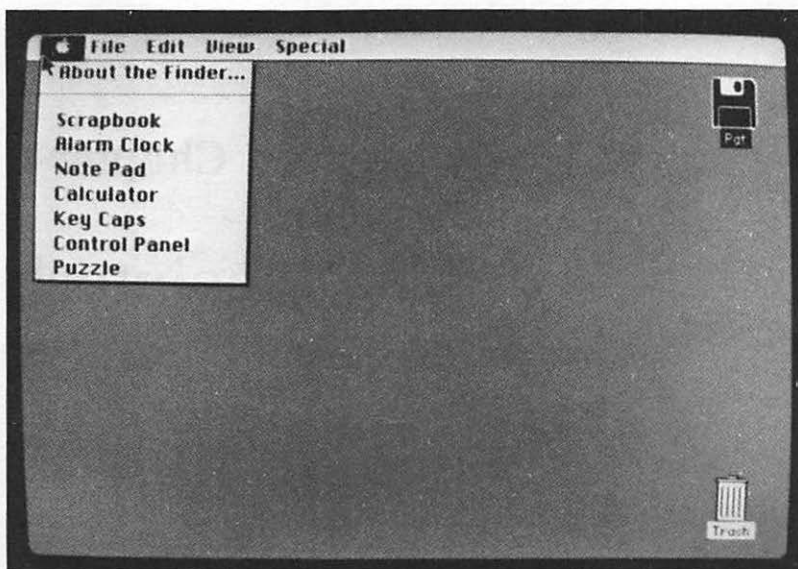 File Edit View Special
About the Finder...
Scrapbook
Alarm Clock
Note Pad
Calculator
Key Caps
Control Panel
Puzzle
Pgt
Trash